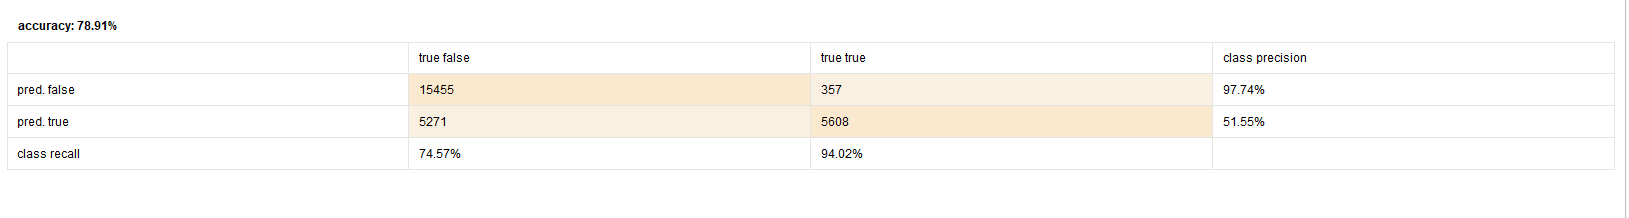 accuracy: 78.91%
true false true true class precision
pred. false 15455 357 97.74%
pred. true 5271 5608 51.55%
class recall 74.57% 94.02%